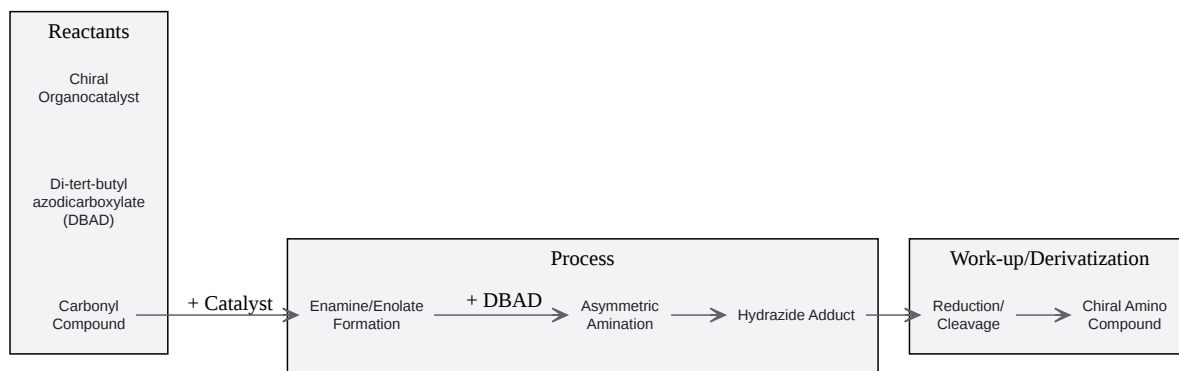 Reactants
Chiral
Organocatalyst
Di-tert-butyl
azodicarboxylate
(DBAD)
Carbonyl
Compound
+ Catalyst
Process
Enamine/Enolate
Formation
+ DBAD
Asymmetric
Amination
Hydrazide Adduct
Work-up/Derivatization
Reduction/
Cleavage
Chiral Amino
Compound